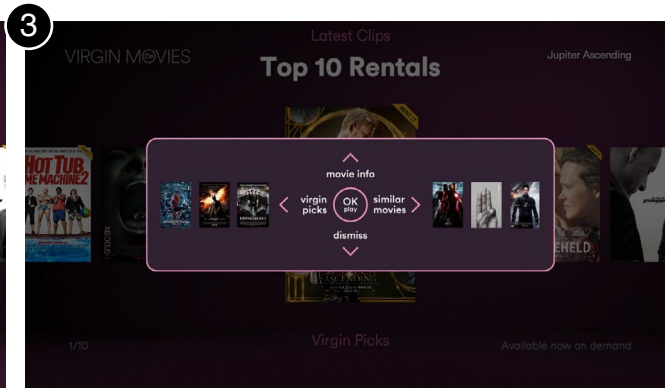 3
Latest Clips
VIRGIN MOVIES
Top 10 Rentals
Jupiter Ascending
HOT TUB
TIME MACHINE 2
movie info
virgin
picks
OK
play
similar
movies
dismiss
ASCENDING
1/10
Virgin Picks
Available now on demand